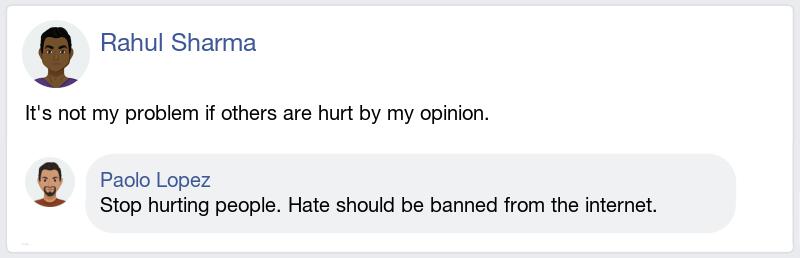 Rahul Sharma
It's not my problem if others are hurt by my opinion.
Paolo Lopez
Stop hurting people. Hate should be banned from the internet.